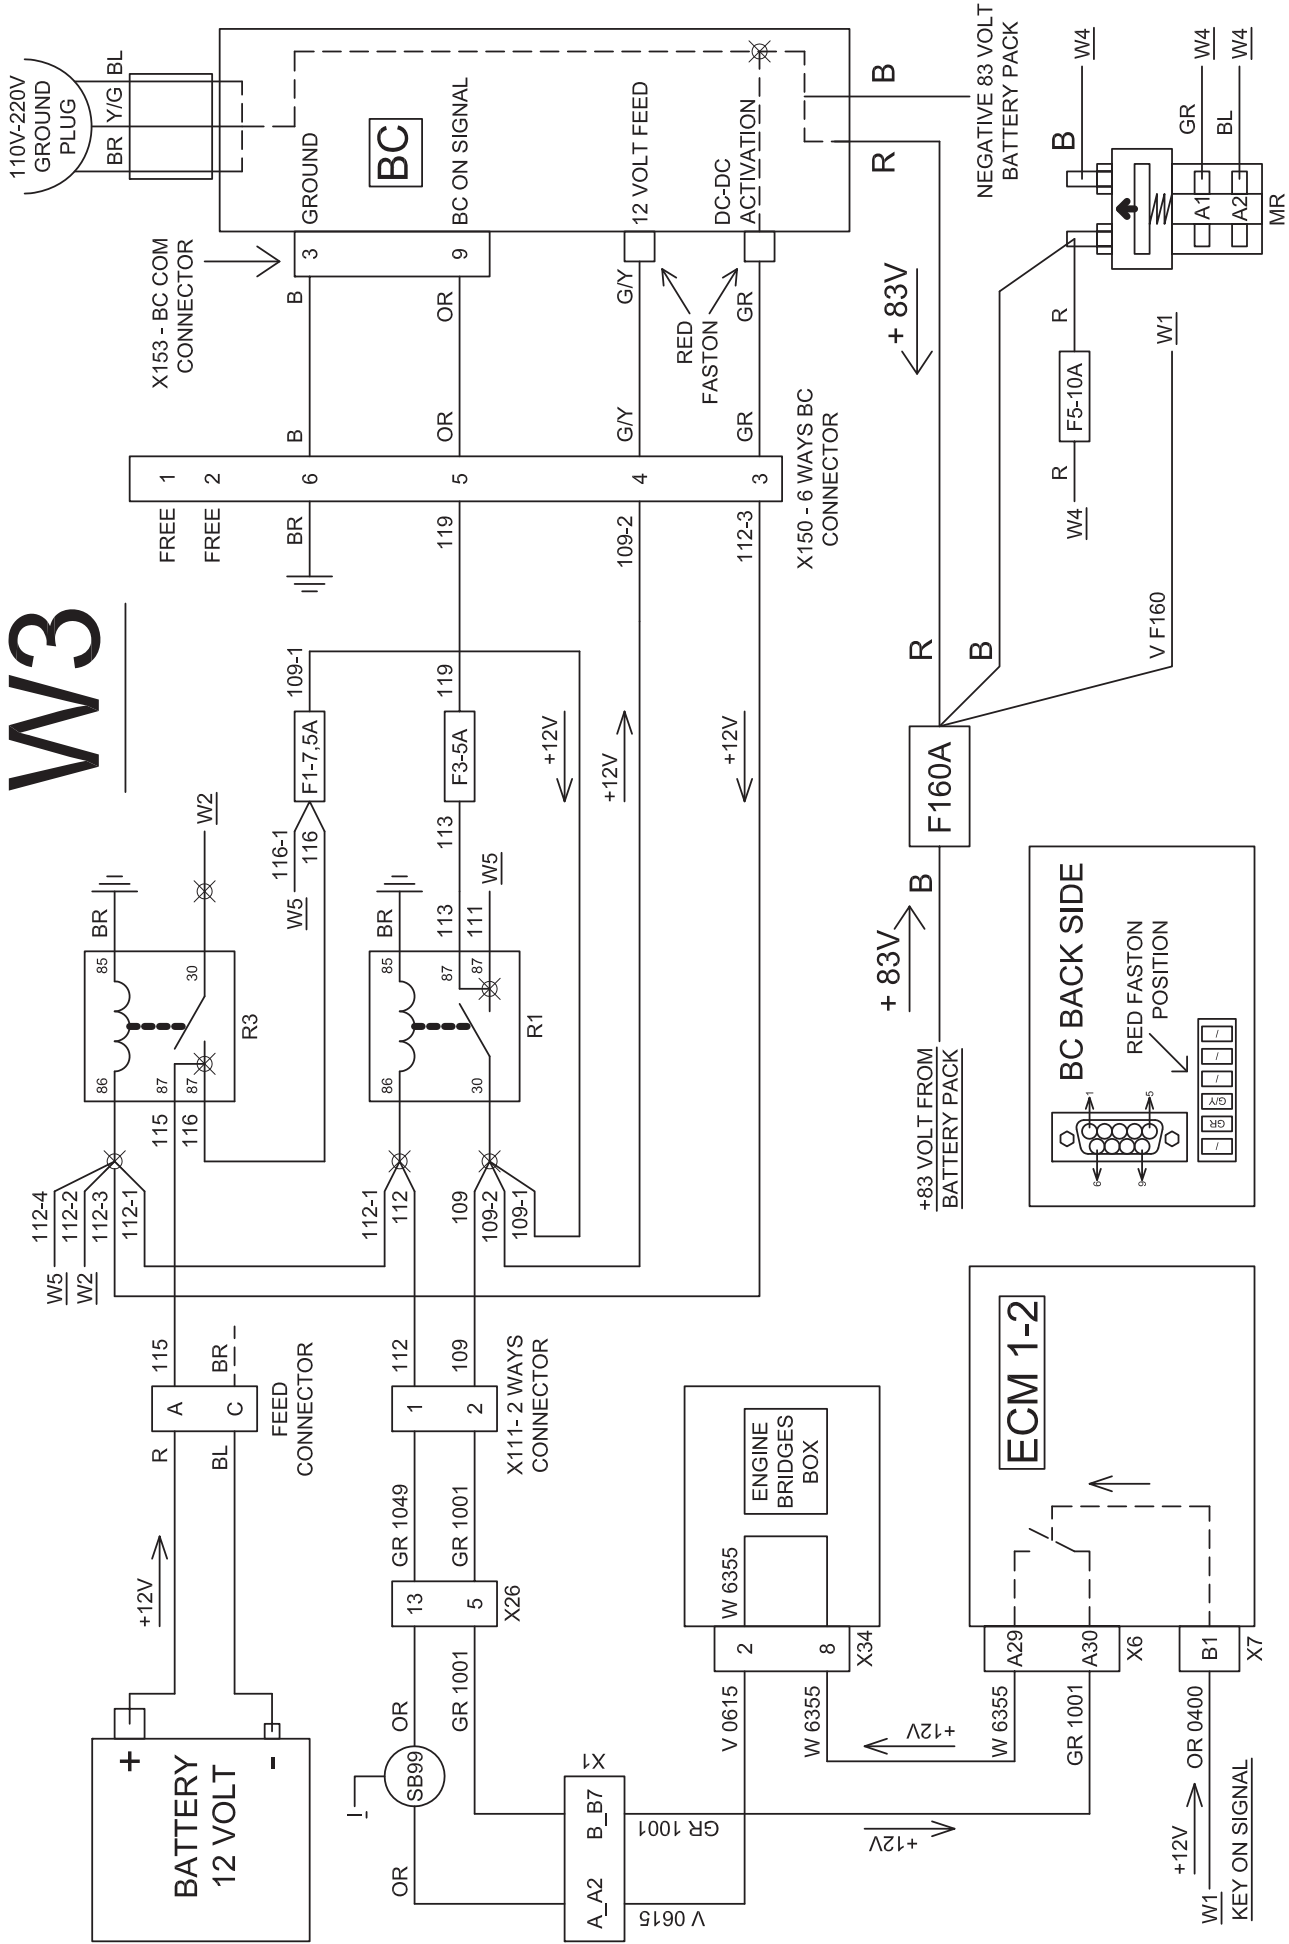 W3
110V-220V
GROUND
PLUG
BR
Y/G
BL
X153 - BC COM
CONNECTOR
3
9
GROUND
BC ON SIGNAL
BC
12 VOLT FEED
DC-DC
ACTIVATION
B
OR
G/Y
GR
RED
FASTON
B
OR
G/Y
GR
R
B
NEGATIVE 83 VOLT
BATTERY PACK
+ 83V
FREE
FREE
1
2
6
5
4
3
X150 - 6 WAYS BC
CONNECTOR
BR
119
109-2
112-3
B
W4
GR
W4
BL
W4
A1
A2
MR
R
F5-10A
R
W4
W1
V F160
R
B
F160A
B
+ 83V
+83 VOLT FROM
BATTERY PACK
109-1
F1-7,5A
119
F3-5A
113
116-1
116
W5
W2
+12V
+12V
+12V
BR
85
30
86
87
87
R3
115
116
BR
113
111
W5
85
87
87
86
30
R1
112-4
112-2
112-3
112-1
W5
W2
112-1
112
109
109-2
109-1
115
BR
A
C
FEED
CONNECTOR
R
BL
+12V
BATTERY
12 VOLT
+
-
112
109
1
2
X111- 2 WAYS
CONNECTOR
GR 1049
GR 1001
13
5
X26
OR
GR 1001
SB99
OR
X1
A_A2
B_B7
V 0615
GR 1001
+12V
ENGINE
BRIDGES
BOX
W 6355
2
8
X34
V 0615
W 6355
+12V
ECM 1-2
A29
A30
X6
B1
X7
W 6355
GR 1001
OR 0400
+12V
W1
KEY ON SIGNAL
BC BACK SIDE
RED FASTON
POSITION
1
5
6
9
/
GR
G/Y
/
/
/